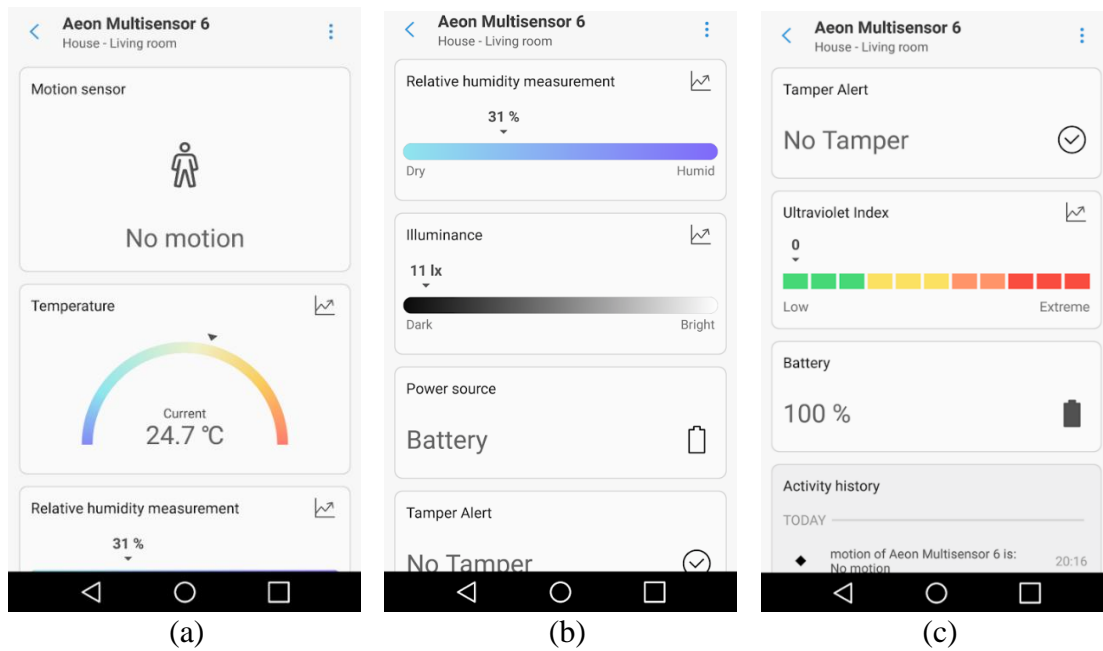 Aeon Multisensor 6
House - Living room
Motion sensor
No motion
Temperature
Current
24.7 ℃
Relative humidity measurement
31 %
(a)
Aeon Multisensor 6
House - Living room
Relative humidity measurement
31 %
Dry Humid
Illuminance
11 lx
Dark Bright
Power source
Battery
Tamper Alert
No Tamper
(b)
Aeon Multisensor 6
House - Living room
Tamper Alert
No Tamper
Ultraviolet Index
0
Low Extreme
Battery
100 %
Activity history
TODAY
motion of Aeon Multisensor 6 is:
No motion
20:16
(c)